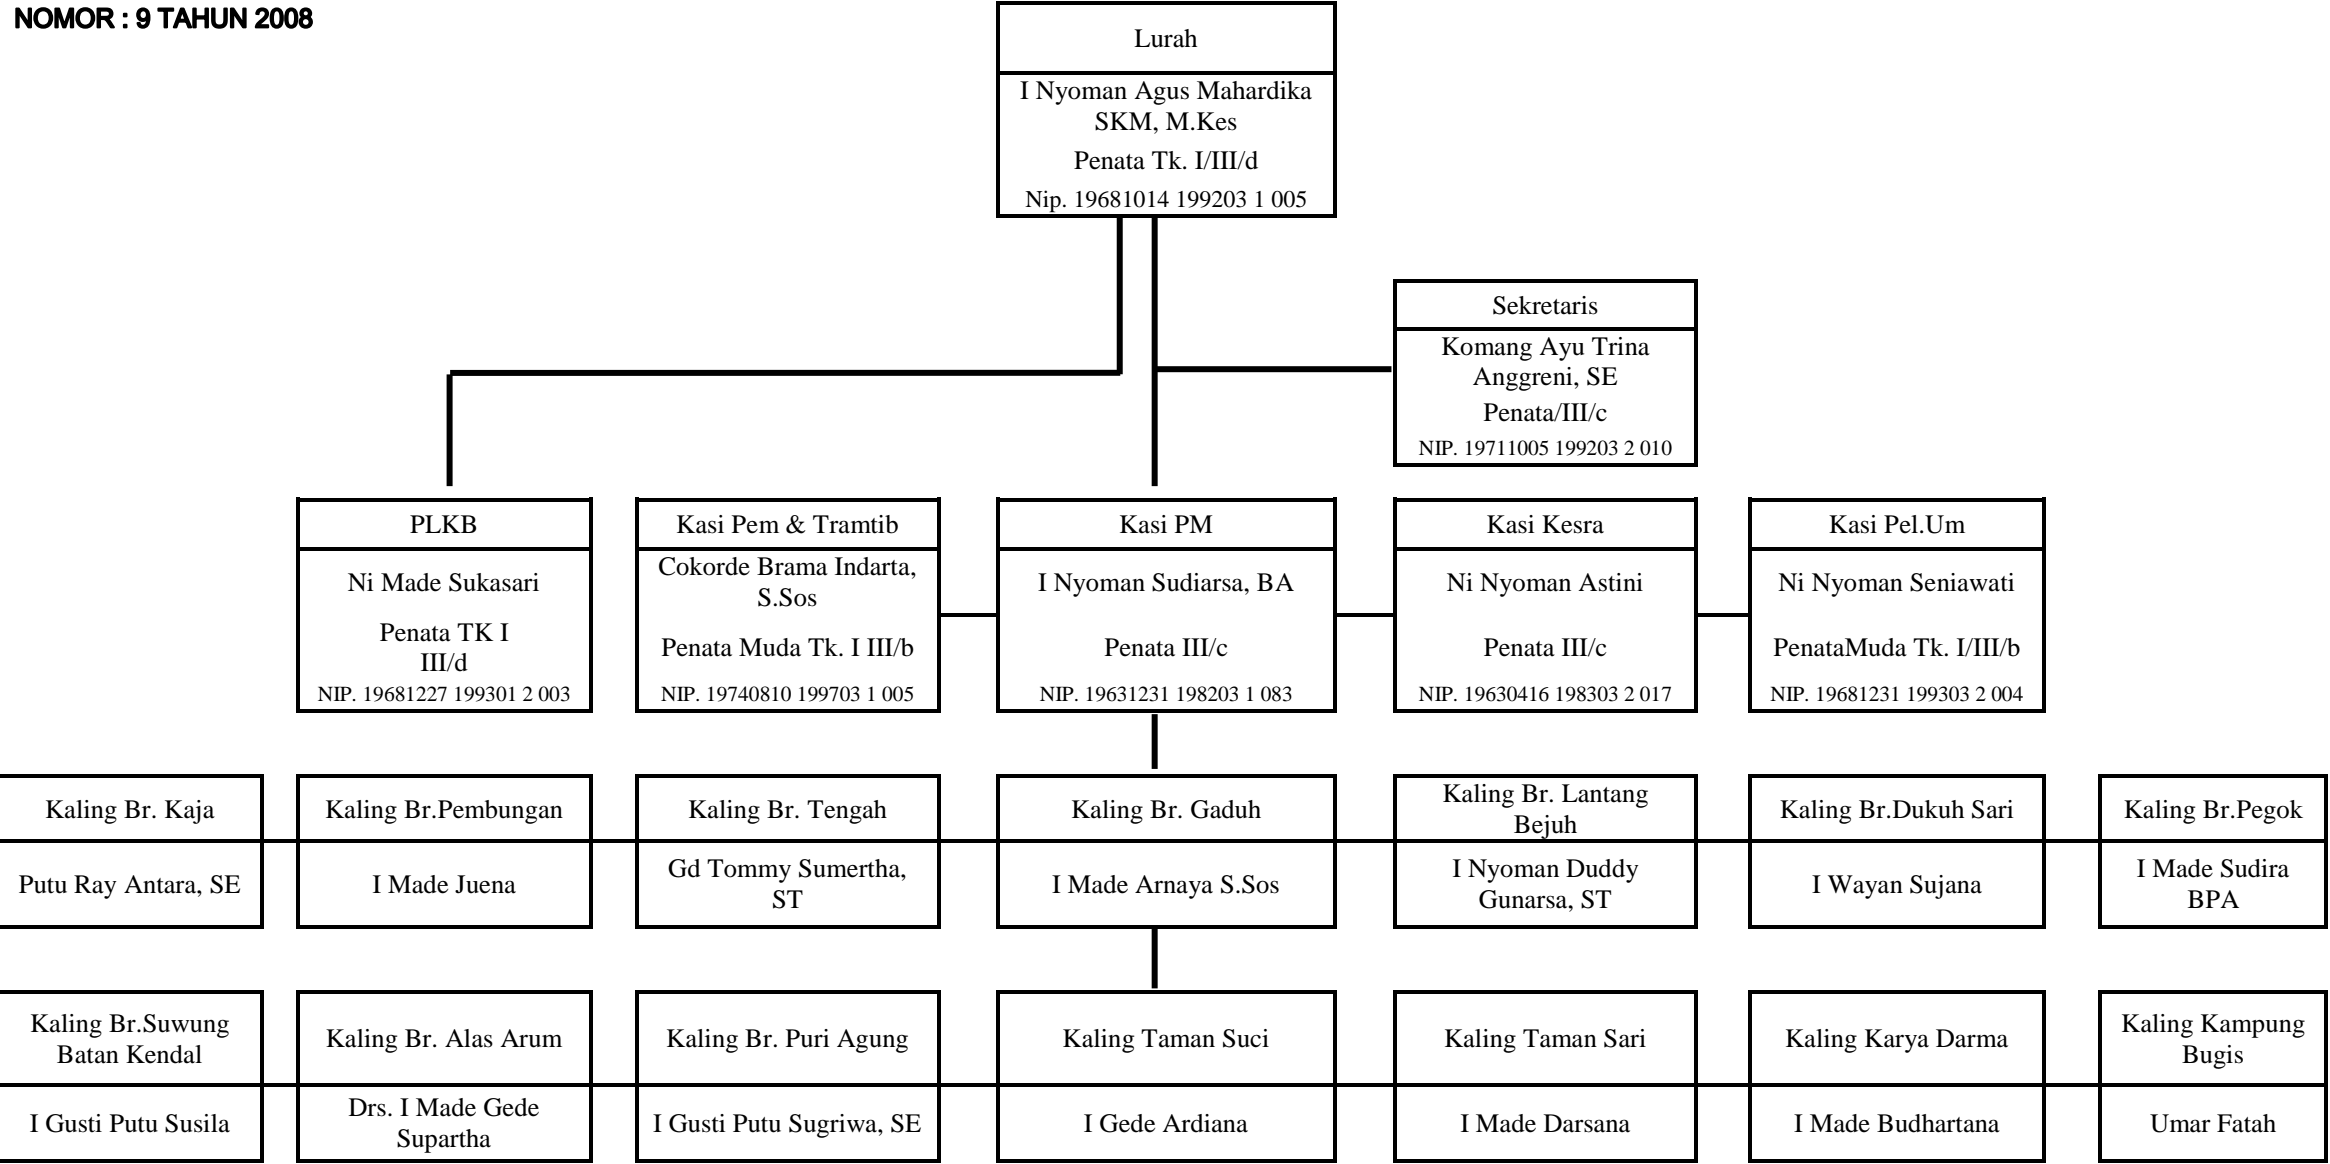 NOMOR : 9 TAHUN 2008
Lurah
I Nyoman Agus Mahardika
SKM, M.Kes
Penata Tk. I/III/d
Nip. 19681014 199203 1 005
Sekretaris
Komang Ayu Trina
Anggreni, SE
Penata/III/c
NIP. 19711005 199203 2 010
PLKB
Ni Made Sukasari
Penata TK I
III/d
NIP. 19681227 199301 2 003
Kasi Pem & Tramtib
Cokorde Brama Indarta,
S.Sos
Penata Muda Tk. I III/b
NIP. 19740810 199703 1 005
Kasi PM
I Nyoman Sudiarsa, BA
Penata III/c
NIP. 19631231 198203 1 083
Kasi Kesra
Ni Nyoman Astini
Penata III/c
NIP. 19630416 198303 2 017
Kasi Pel.Um
Ni Nyoman Seniawati
PenataMuda Tk. I/III/b
NIP. 19681231 199303 2 004
Kaling Br. Kaja
Putu Ray Antara, SE
Kaling Br.Pembungan
I Made Juena
Kaling Br. Tengah
Gd Tommy Sumertha,
ST
Kaling Br. Gaduh
I Made Arnaya S.Sos
Kaling Br. Lantang
Bejuh
I Nyoman Duddy
Gunarsa, ST
Kaling Br.Dukuh Sari
I Wayan Sujana
Kaling Br.Pegok
I Made Sudira
BPA
Kaling Br.Suwung
Batan Kendal
I Gusti Putu Susila
Kaling Br. Alas Arum
Drs. I Made Gede
Supartha
Kaling Br. Puri Agung
I Gusti Putu Sugriwa, SE
Kaling Taman Suci
I Gede Ardiana
Kaling Taman Sari
I Made Darsana
Kaling Karya Darma
I Made Budhartana
Kaling Kampung
Bugis
Umar Fatah